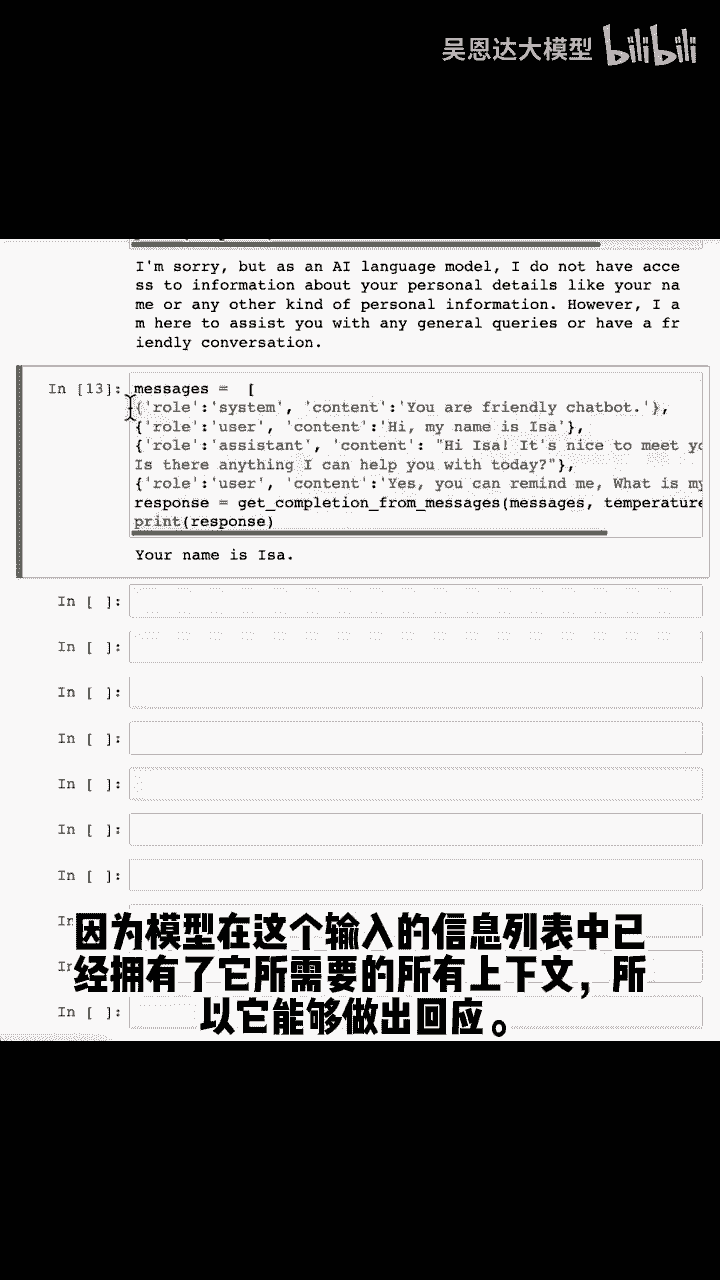 吴恩达大模型 bilibili
I'm sorry, but as an AI language model, I do not have acce
ss to information about your personal details like your na
me or any other kind of personal information. However, I a
m here to assist you with any general queries or have a fr
iendly conversation.
In [13]: messages =  [
{'role':'system', 'content':'You are friendly chatbot.'},
{'role':'user', 'content':'Hi, my name is Isa'},
{'role':'assistant', 'content': "Hi Isa! It's nice to meet yo
Is there anything I can help you with today?"},
{'role':'user', 'content':'Yes, you can remind me, What is my
response = get_completion_from_messages(messages, temperature
print(response)
Your name is Isa.
In [ ]:
In [ ]:
In [ ]:
In [ ]:
In [ ]:
In [ ]:
In [ ]:
In
因为模型在这个输入的信息列表中已
In
经拥有了它所需要的所有上下文，所
In [ ]:
以它能够做出回应。